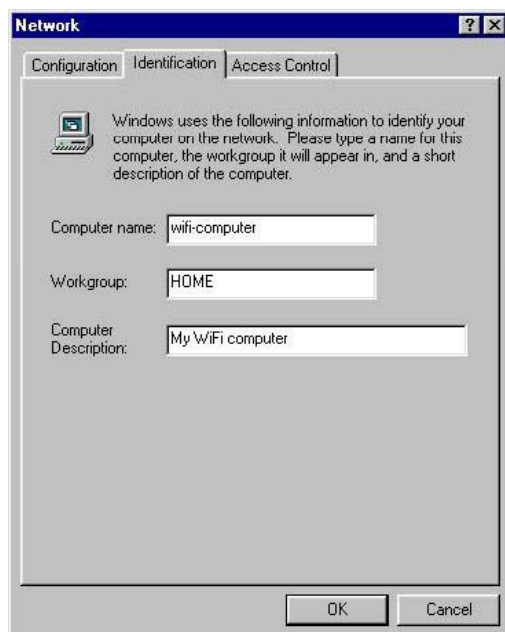 Network
Configuration Identification Access Control
Windows uses the following information to identify your
computer on the network. Please type a name for this
computer, the workgroup it will appear in, and a short
description of the computer.
Computer name: wifi-computer
Workgroup: HOME
Computer
Description: My WiFi computer
OK Cancel